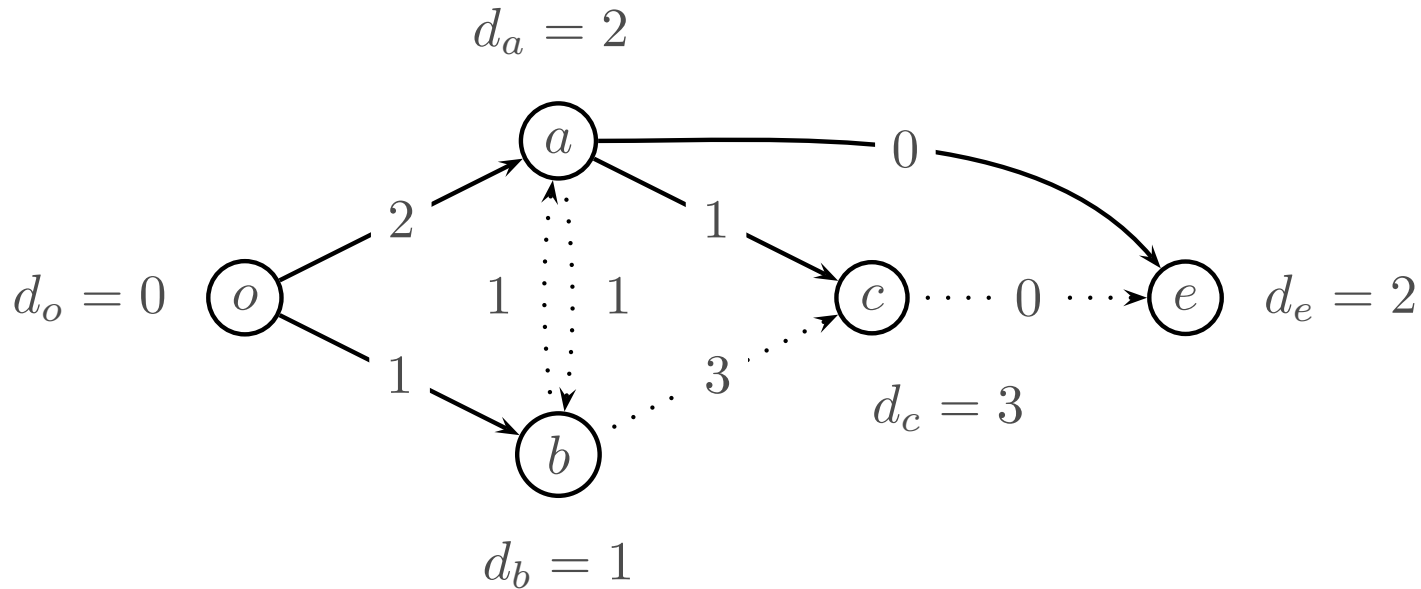 d_a = 2
a
0
2
1
d_o = 0
o
1
1
c
0
e
d_e = 2
1
3
d_c = 3
b
d_b = 1